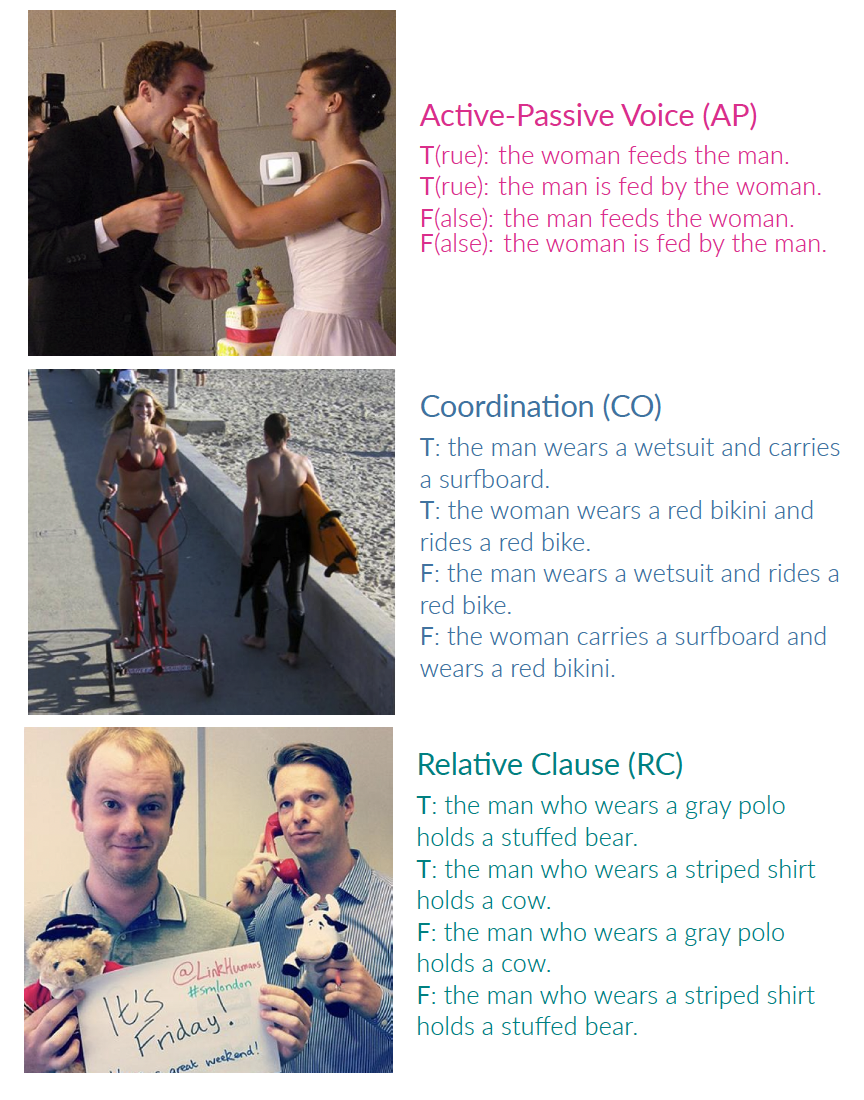 Active-Passive Voice (AP)
T(rue): the woman feeds the man.
T(rue): the man is fed by the woman.
F(alse): the man feeds the woman.
F(alse): the woman is fed by the man.
Coordination (CO)
T: the man wears a wetsuit and carries
a surfboard.
T: the woman wears a red bikini and
rides a red bike.
F: the man wears a wetsuit and rides a
red bike.
F: the woman carries a surfboard and
wears a red bikini.
@LinkHumans
#smlondon
It's
Friday!
great weekend!
Relative Clause (RC)
T: the man who wears a gray polo
holds a stuffed bear.
T: the man who wears a striped shirt
holds a cow.
F: the man who wears a gray polo
holds a cow.
F: the man who wears a striped shirt
holds a stuffed bear.